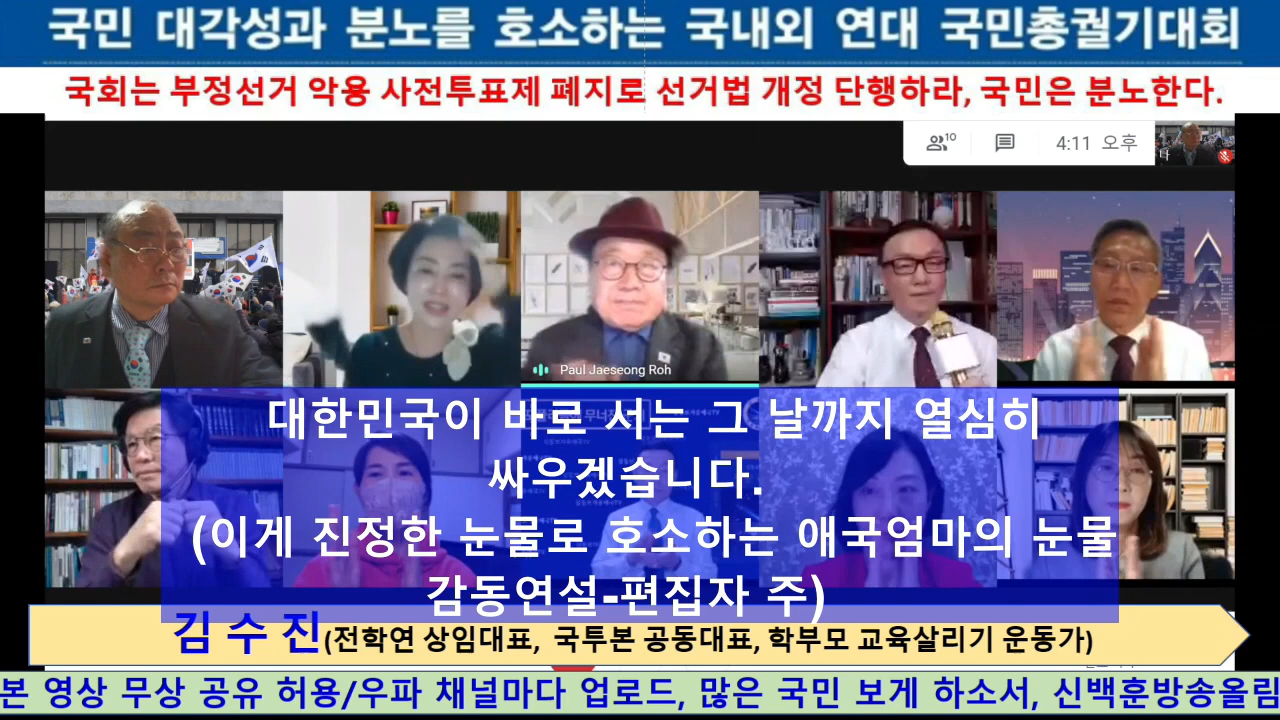 국민 대각성과 분노를 호소하는 국내외 연대 국민총궐기대회
국회는 부정선거 악용 사전투표제 폐지로 선거법 개정 단행하라, 국민은 분노한다.
10
4:11 오후
Paul Jaeseong Roh
대한민국이 바로 서는 그 날까지 열심히
싸우겠습니다.
(이게 진정한 눈물로 호소하는 애국엄마의 눈물
감동연설-편집자 주)
김 수 진(전학연 상임대표, 국투본 공동대표, 학부모 교육살리기 운동가)
본 영상 무상 공유 허용/우파 채널마다 업로드, 많은 국민 보게 하소서, 신백훈방송올림